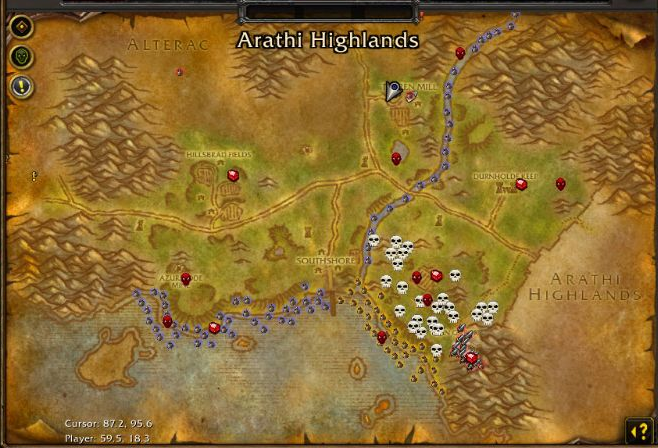 Arathi Highlands
ALTERAC
HILLSBRAD FIELDS
DURNHOLDE KEEP
SOUTHSHORE
ARATHI
HIGHLANDS
Cursor: 87.2, 95.6
Player: 59.5, 18.3